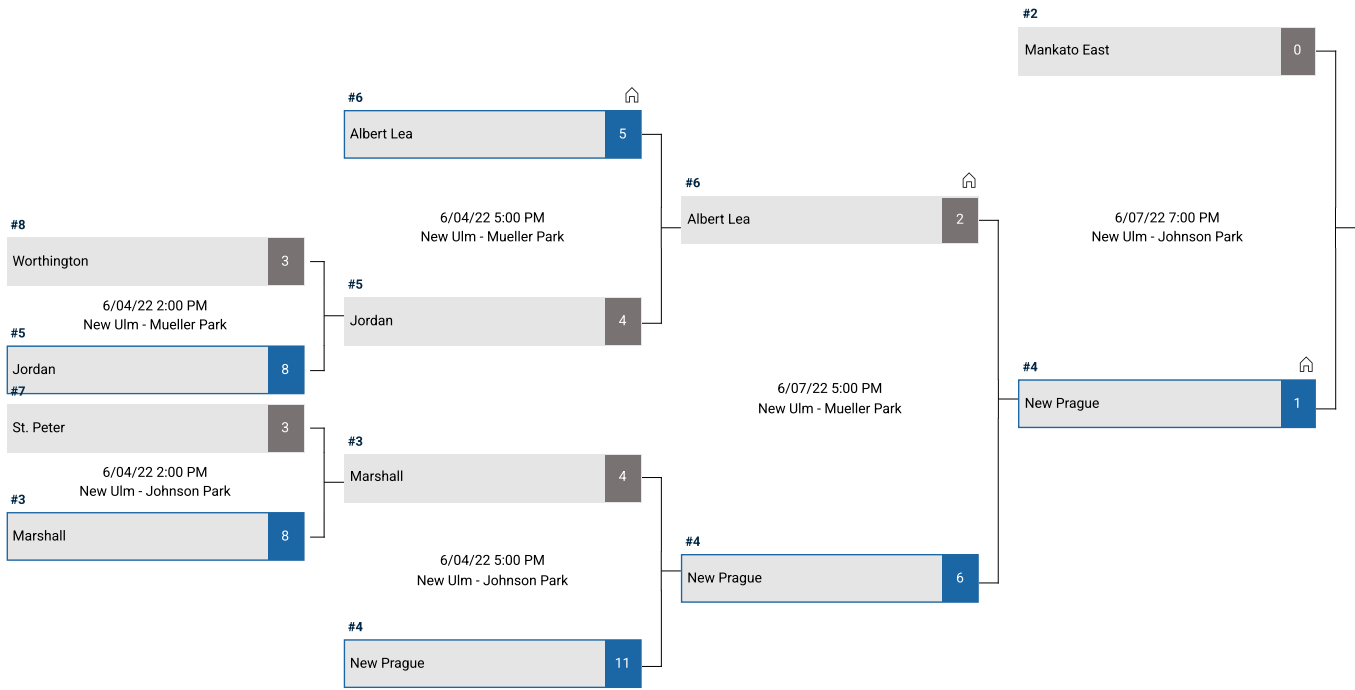 #8
Worthington
3
6/04/22 2:00 PM
New Ulm - Mueller Park
#5
Jordan
8
#7
St. Peter
3
6/04/22 2:00 PM
New Ulm - Johnson Park
#3
Marshall
8
#6
Albert Lea
5
6/04/22 5:00 PM
New Ulm - Mueller Park
#5
Jordan
4
#3
Marshall
4
6/04/22 5:00 PM
New Ulm - Johnson Park
#4
New Prague
11
#6
Albert Lea
2
6/07/22 5:00 PM
New Ulm - Mueller Park
#4
New Prague
6
#2
Mankato East
0
6/07/22 7:00 PM
New Ulm - Johnson Park
#4
New Prague
1